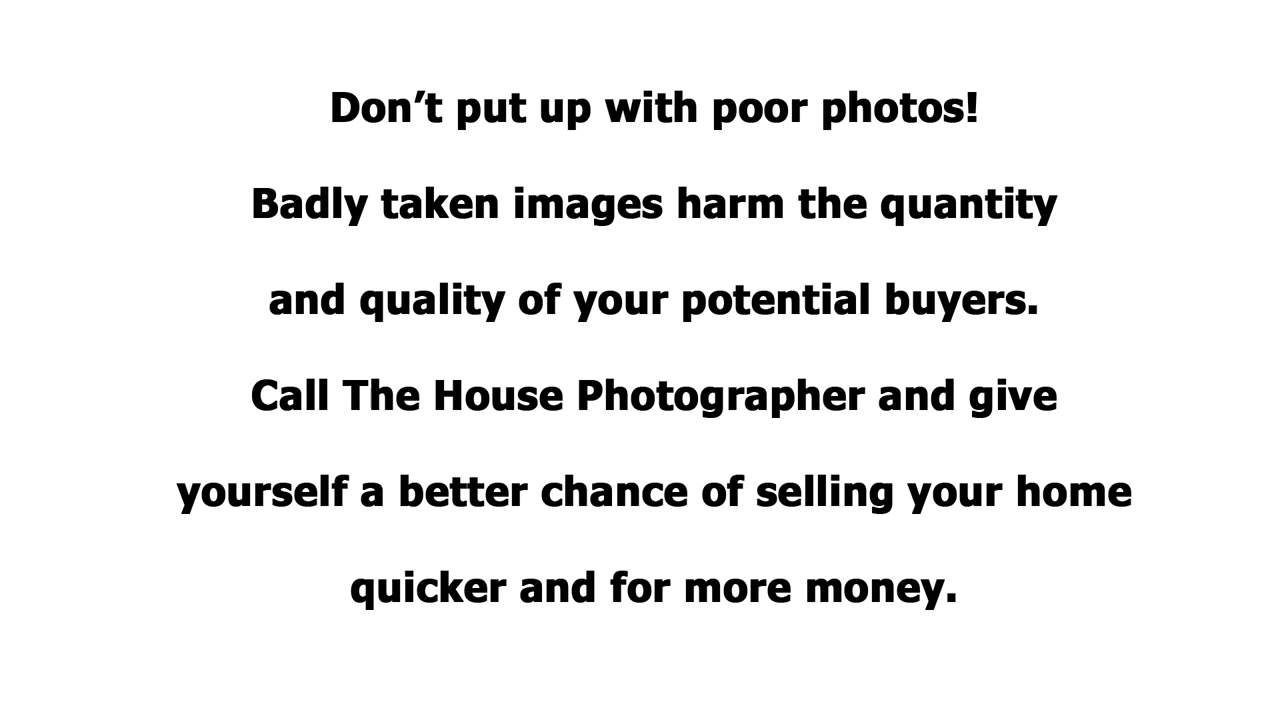 Don’t put up with poor photos!
Badly taken images harm the quantity
and quality of your potential buyers.
Call The House Photographer and give
yourself a better chance of selling your home
quicker and for more money.